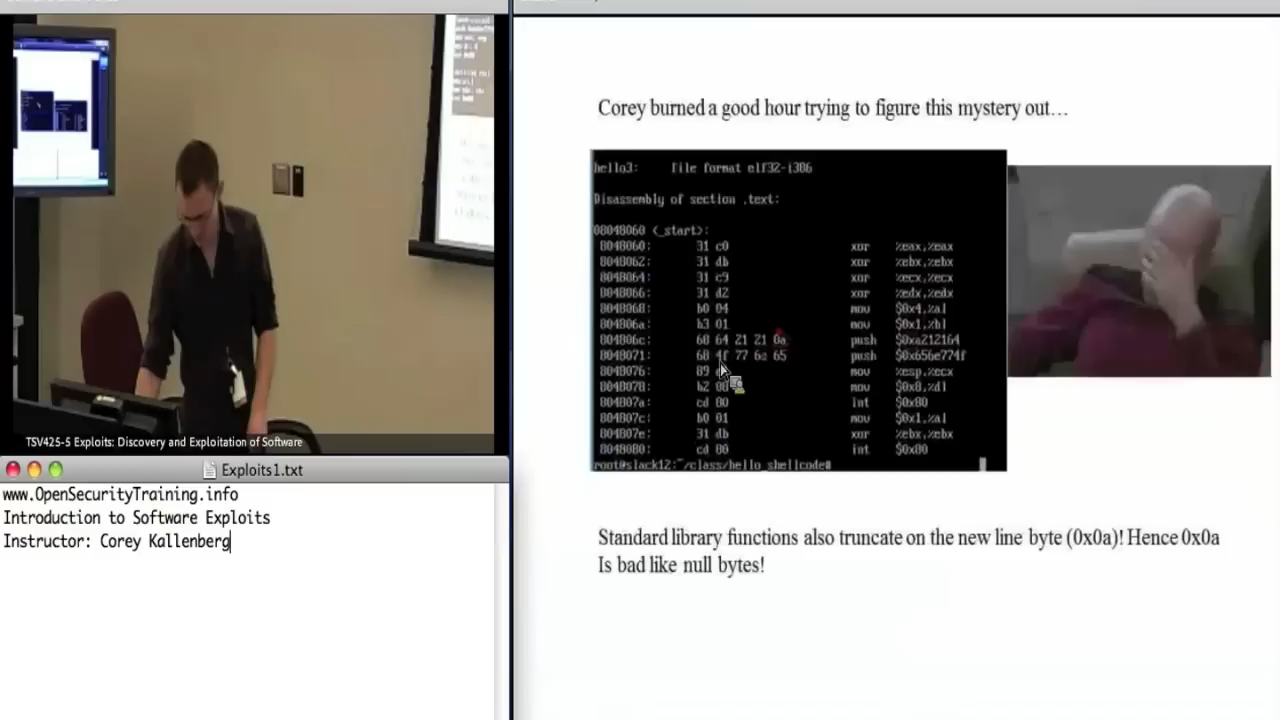 TSV425-5 Exploits: Discovery and Exploitation of Software
Exploits1.txt
www.OpenSecurityTraining.info
Introduction to Software Exploits
Instructor: Corey Kallenberg
Corey burned a good hour trying to figure this mystery out…
hello3: file format elf32-i386
Disassembly of section .text:
08048060 <_start>:
8048060: 31 c0 xor %eax,%eax
8048062: 31 db xor %ebx,%ebx
8048064: 31 c9 xor %ecx,%ecx
8048066: 31 d2 xor %edx,%edx
8048068: b0 04 mov $0x4,%al
804806a: b3 01 mov $0x1,%bl
804806c: 68 64 21 21 0a push $0xa212164
8048071: 68 4f 77 6e 65 push $0x656e774f
8048076: 89 mov %esp,%ecx
8048078: b2 08 mov $0x8,%dl
804807a: cd 80 int $0x80
804807c: b0 01 mov $0x1,%al
804807e: 31 db xor %ebx,%ebx
8048080: cd 80 int $0x80
root@slack12:~/class/hello_shellcode#
Standard library functions also truncate on the new line byte (0x0a)! Hence 0x0a
Is bad like null bytes!